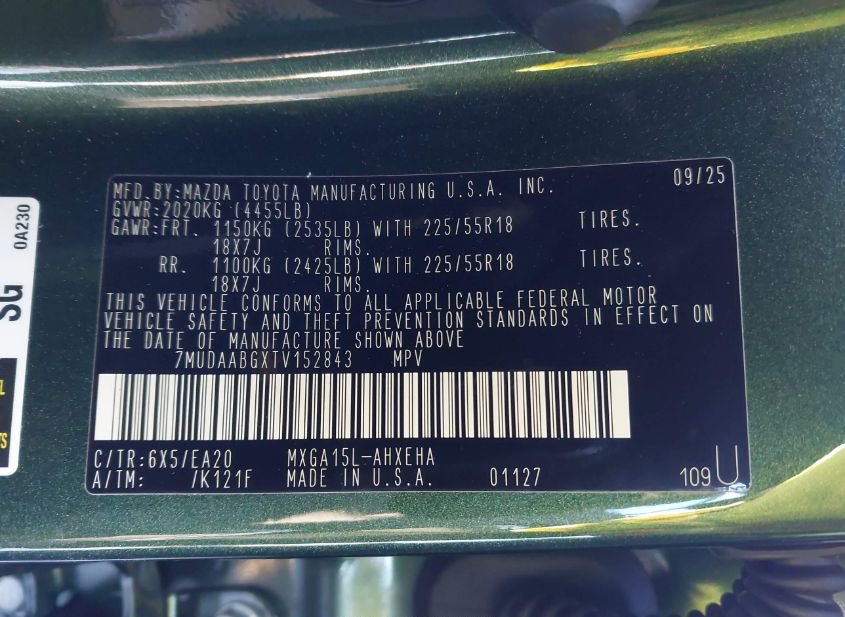 MFD.BY:MAZDA TOYOTA MANUFACTURING U.S.A. INC. 09/25
GVWR:2020KG (4455LB)
GAWR:FRT. 1150KG (2535LB) WITH 225/55R18 TIRES.
18X7J RIMS.
RR. 1100KG (2425LB) WITH 225/55R18 TIRES.
18X7J RIMS.
THIS VEHICLE CONFORMS TO ALL APPLICABLE FEDERAL MOTOR
VEHICLE SAFETY AND THEFT PREVENTION STANDARDS IN EFFECT ON
THE DATE OF MANUFACTURE SHOWN ABOVE
7MUDAABGXTV152843 MPV
C/TR:6X5/EA20 MXGA15L-AHXEHA
A/TM: /K121F MADE IN U.S.A. 01127 109 U
0A230
SG